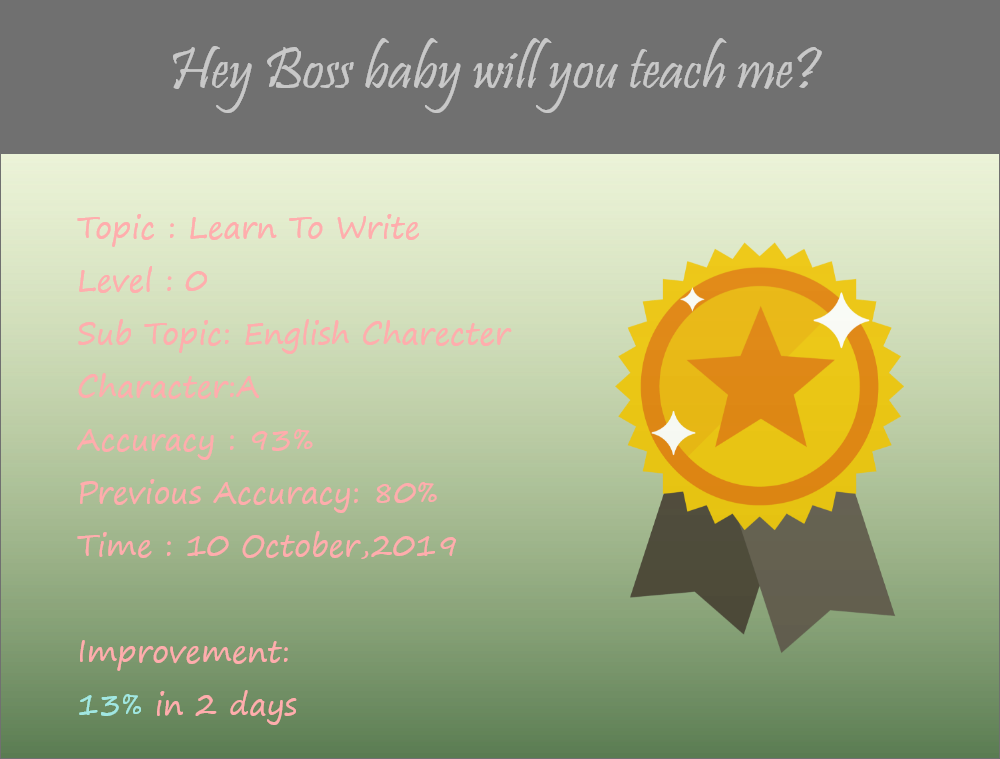 Hey Boss baby will you teach me?
Topic : Learn To Write
Level : 0
Sub Topic: English Charecter
Character:A
Accuracy : 93%
Previous Accuracy: 80%
Time : 10 October,2019
Improvement:
13% in 2 days